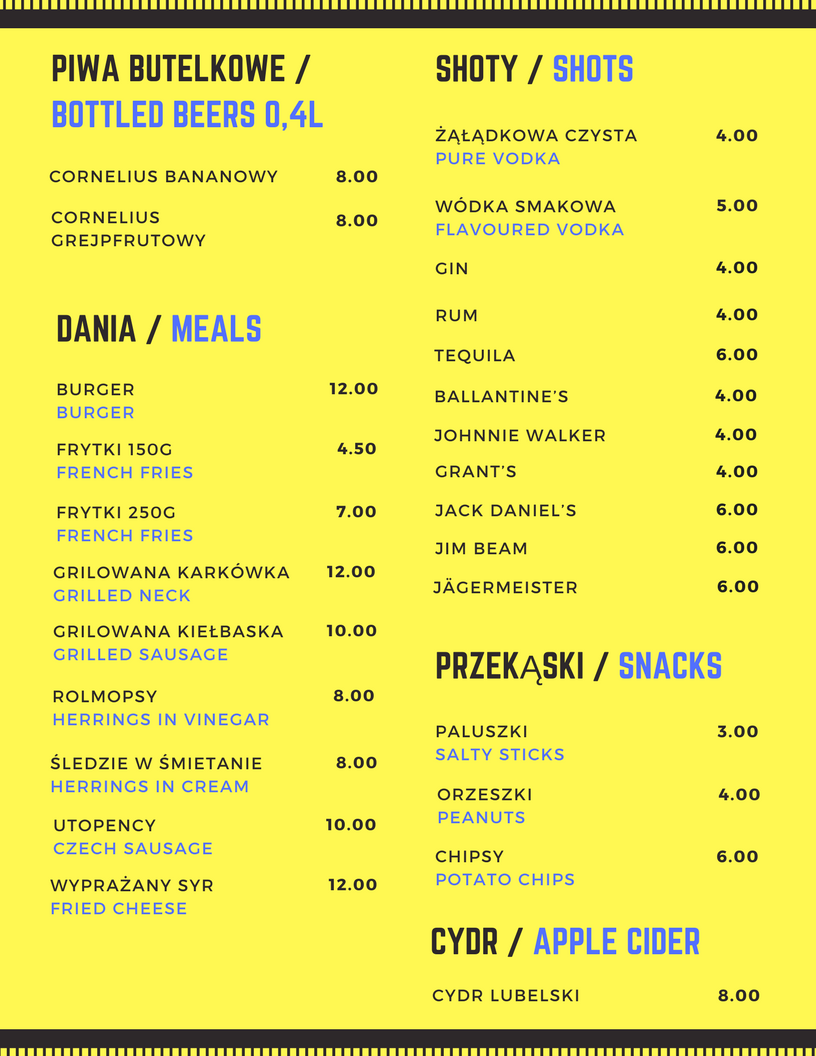 PIWA BUTELKOWE /
BOTTLED BEERS 0,4L
CORNELIUS BANANOWY 8.00
CORNELIUS 8.00
GREJPFRUTOWY
DANIA / MEALS
BURGER 12.00
BURGER
FRYTKI 150G 4.50
FRENCH FRIES
FRYTKI 250G 7.00
FRENCH FRIES
GRILOWANA KARKÓWKA 12.00
GRILLED NECK
GRILOWANA KIEŁBASKA 10.00
GRILLED SAUSAGE
ROLMOPSY 8.00
HERRINGS IN VINEGAR
ŚLEDZIE W ŚMIETANIE 8.00
HERRINGS IN CREAM
UTOPENCY 10.00
CZECH SAUSAGE
WYPRAŻANY SYR 12.00
FRIED CHEESE
SHOTY / SHOTS
ŻĄŁĄDKOWA CZYSTA 4.00
PURE VODKA
WÓDKA SMAKOWA 5.00
FLAVOURED VODKA
GIN 4.00
RUM 4.00
TEQUILA 6.00
BALLANTINE'S 4.00
JOHNNIE WALKER 4.00
GRANT'S 4.00
JACK DANIEL'S 6.00
JIM BEAM 6.00
JÄGERMEISTER 6.00
PRZEKĄSKI / SNACKS
PALUSZKI 3.00
SALTY STICKS
ORZESZKI 4.00
PEANUTS
CHIPSY 6.00
POTATO CHIPS
CYDR / APPLE CIDER
CYDR LUBELSKI 8.00